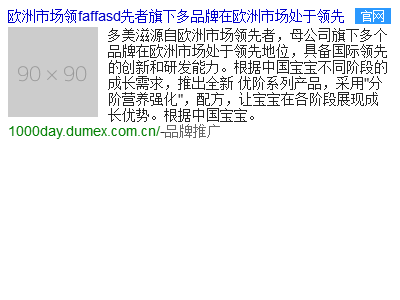 欧洲市场领faffasd先者旗下多品牌在欧洲市场处于领先 官网
90×90
多美滋源自欧洲市场领先者，母公司旗下多个
品牌在欧洲市场处于领先地位，具备国际领先
的创新和研发能力。根据中国宝宝不同阶段的
成长需求，推出全新 优阶系列产品，采用"分
阶营养强化"，配方，让宝宝在各阶段展现成
长优势。根据中国宝宝。
1000day.dumex.com.cn/-品牌推广